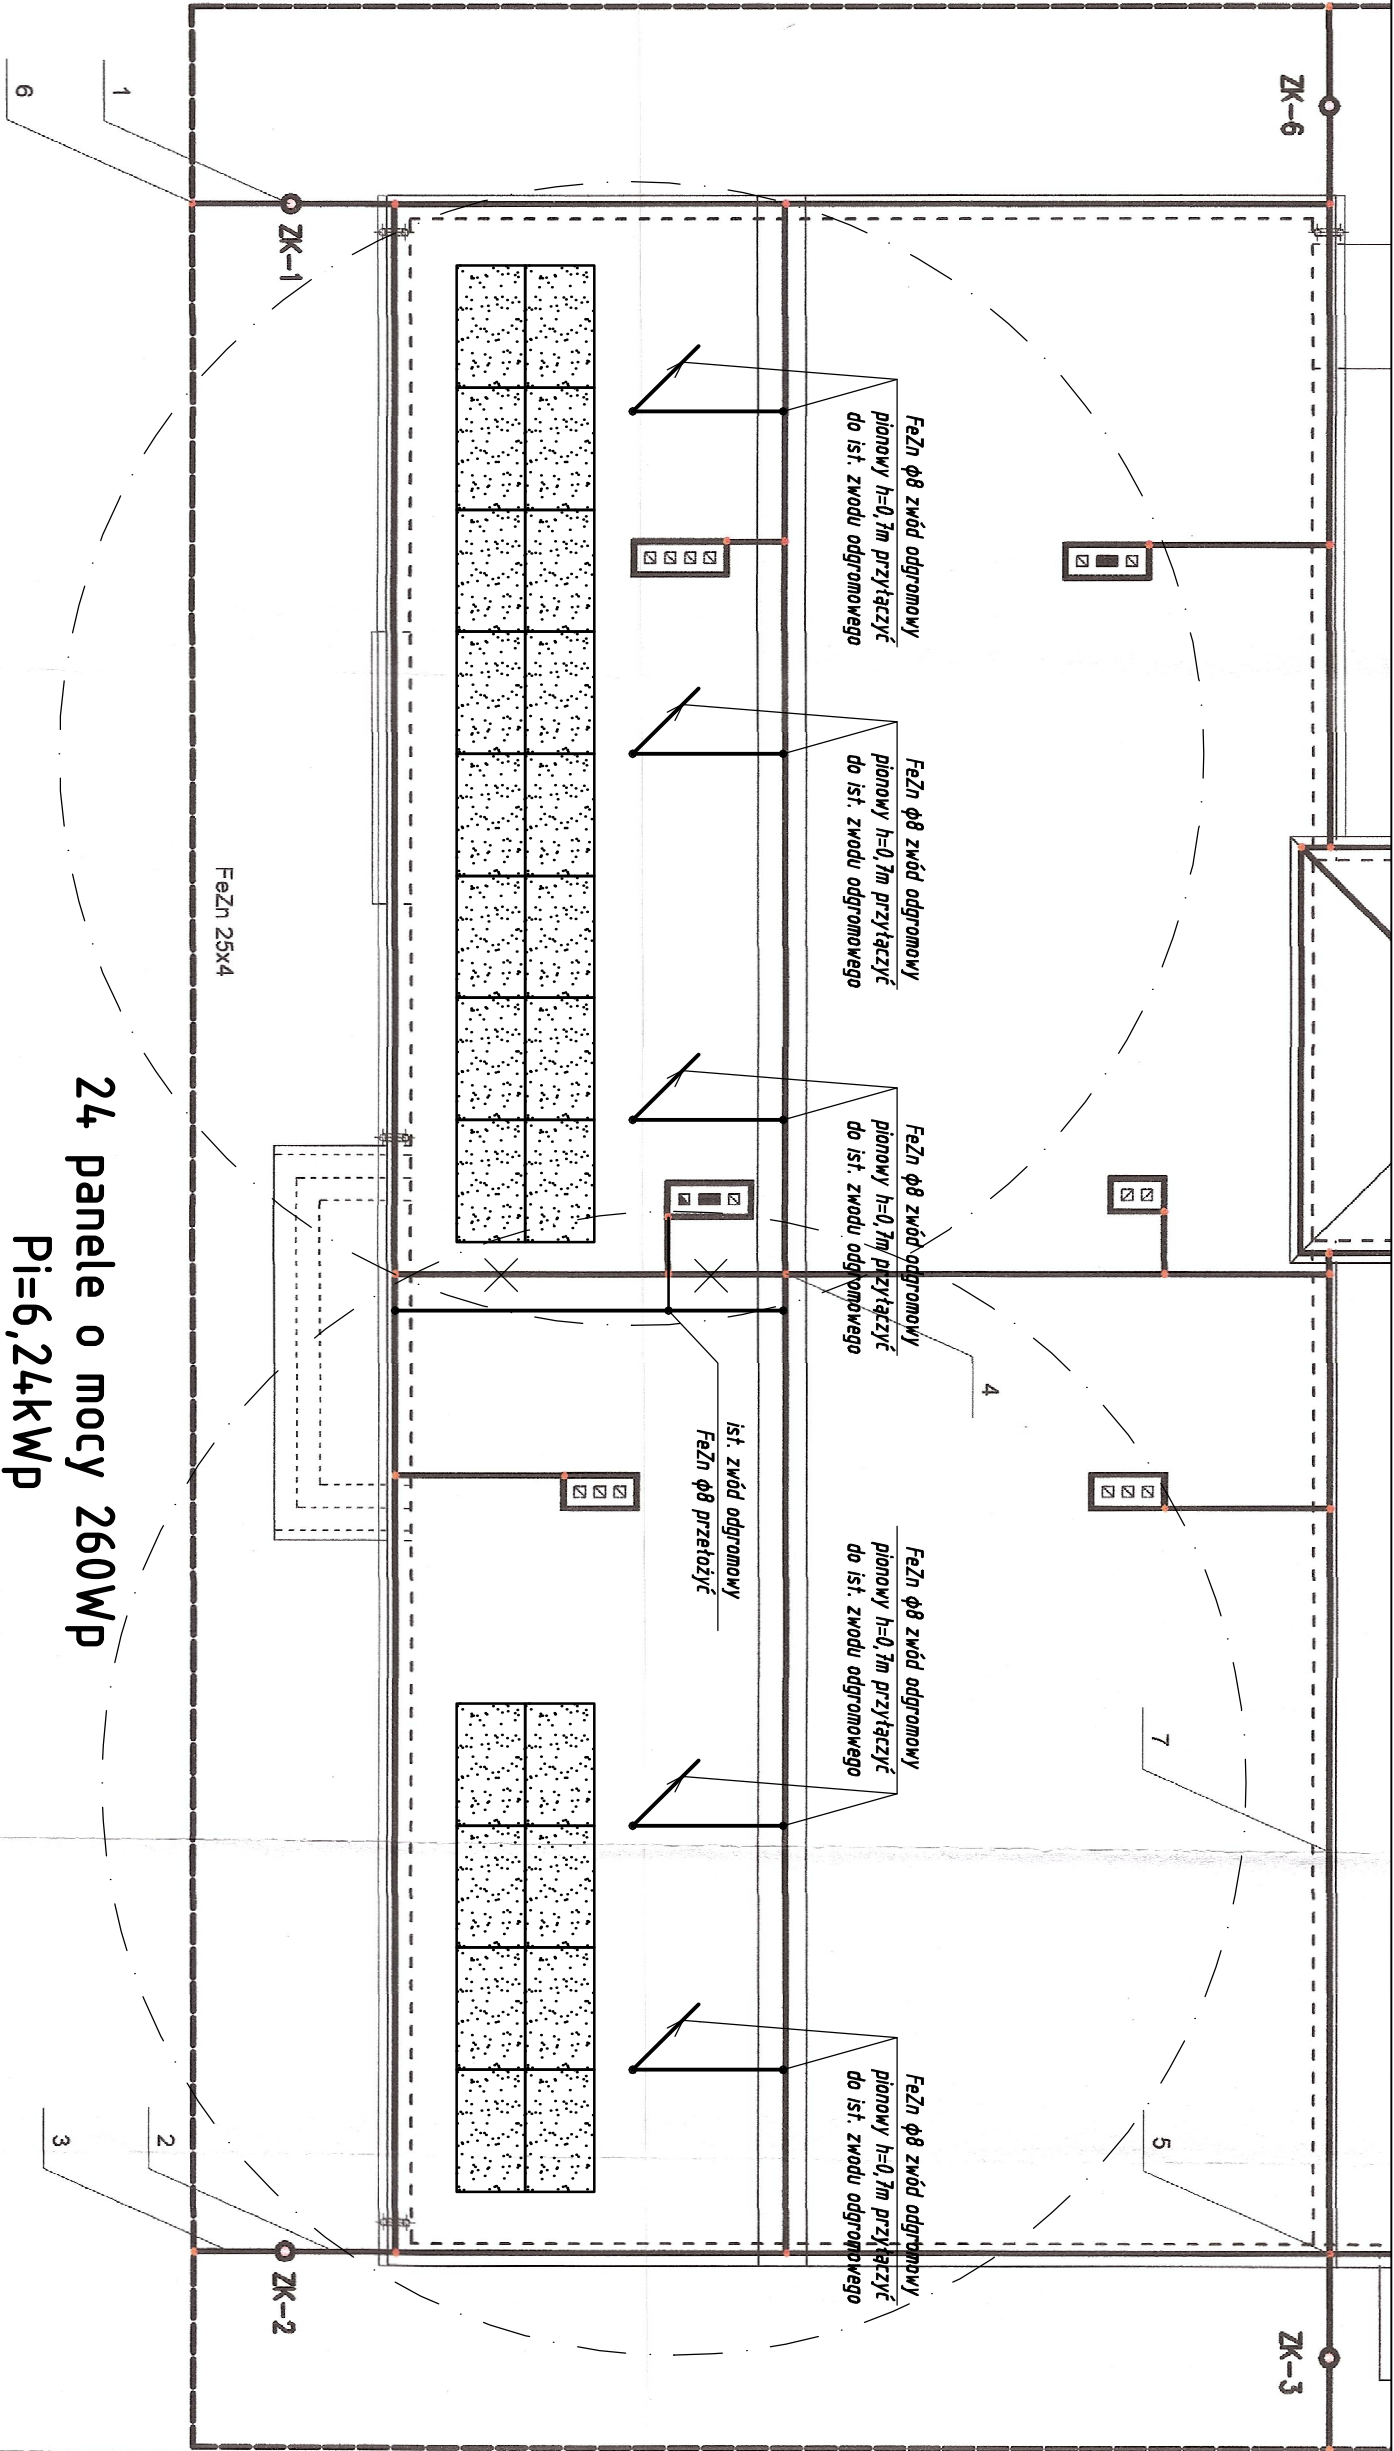 ZK-6
ZK-1
1
6
FeZn ϕ8 zwód odgromowy
pionowy h=0,7m przyłączyć
do ist. zwodu odgromowego
FeZn ϕ8 zwód odgromowy
pionowy h=0,7m przyłączyć
do ist. zwodu odgromowego
FeZn ϕ8 zwód odgromowy
pionowy h=0,7m przyłączyć
do ist. zwodu odgromowego
4
FeZn 25x4
ist. zwód odgromowy
FeZn ϕ8 przełożyć
FeZn ϕ8 zwód odgromowy
pionowy h=0,7m przyłączyć
do ist. zwodu odgromowego
7
FeZn ϕ8 zwód odgromowy
pionowy h=0,7m przyłączyć
do ist. zwodu odgromowego
5
2
3
ZK-2
ZK-3
24 panele o mocy 260Wp
Pi=6,24kWp